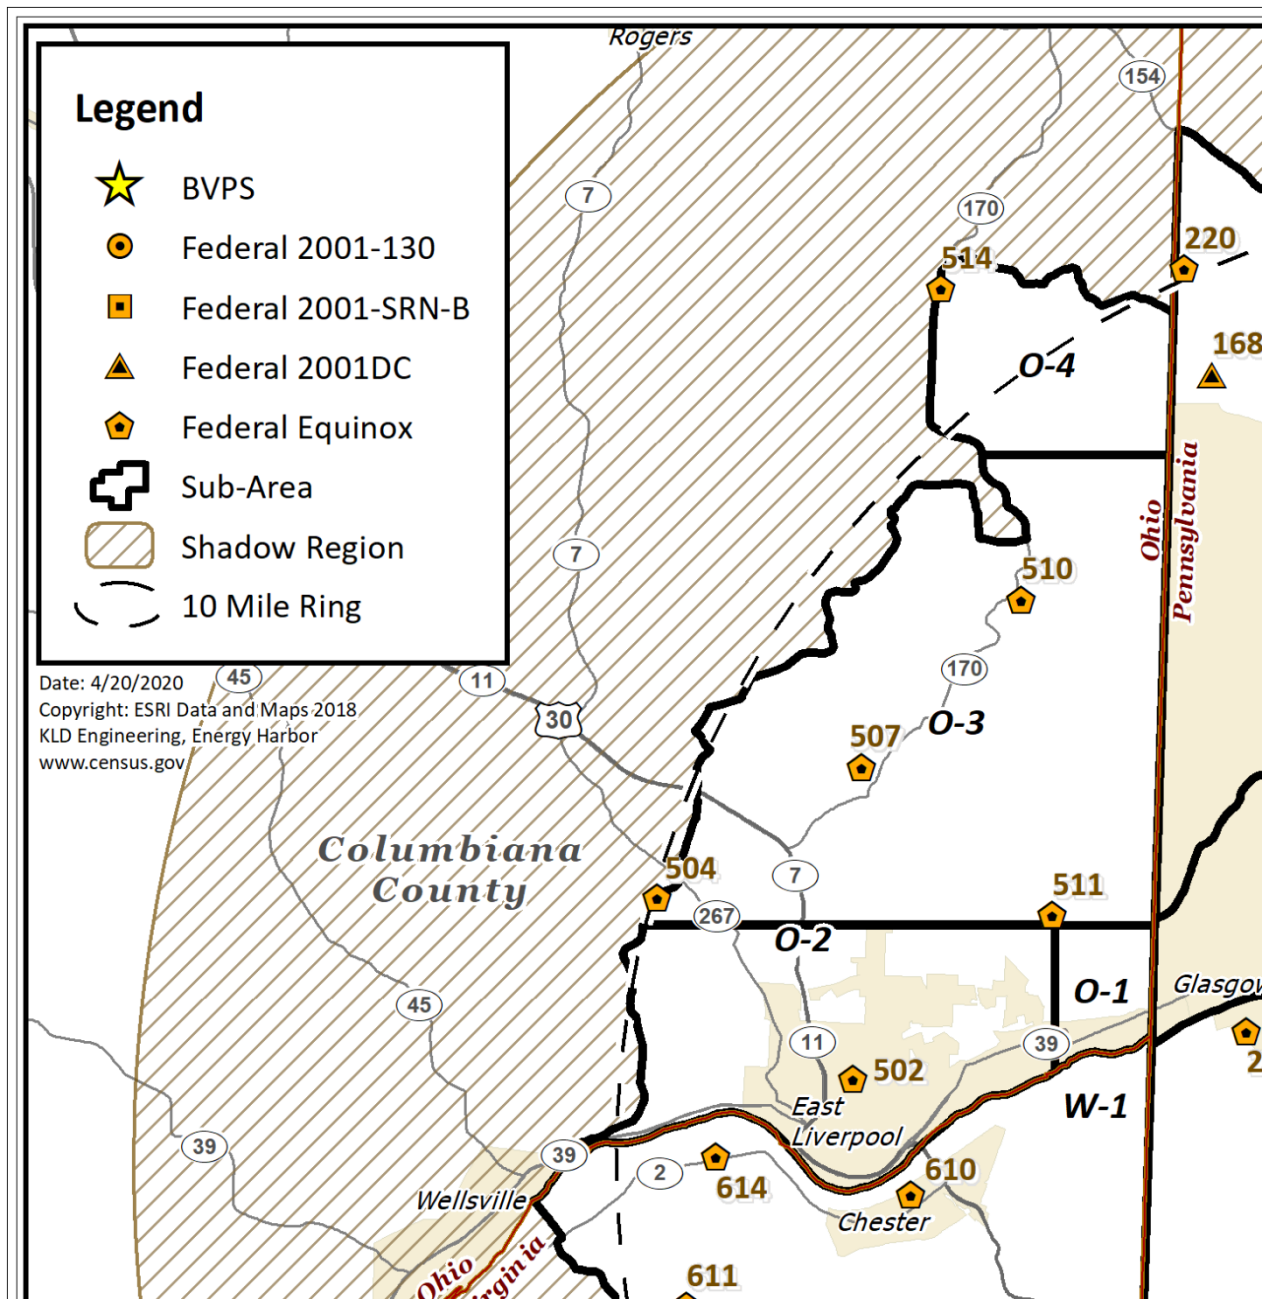 Rogers
Legend
BVPS
Federal 2001-130
Federal 2001-SRN-B
Federal 2001DC
Federal Equinox
Sub-Area
Shadow Region
10 Mile Ring
Date: 4/20/2020
Copyright: ESRI Data and Maps 2018
KLD Engineering, Energy Harbor
www.census.gov
154
7
170
220
514
168
O-4
Ohio
Pennsylvania
7
510
45
11
170
30
O-3
507
Columbiana
County
504
7
511
267
O-2
O-1
Glasgow
45
11
39
2
502
W-1
East
Liverpool
39
39
2
614
610
Wellsville
Chester
Ohio
611